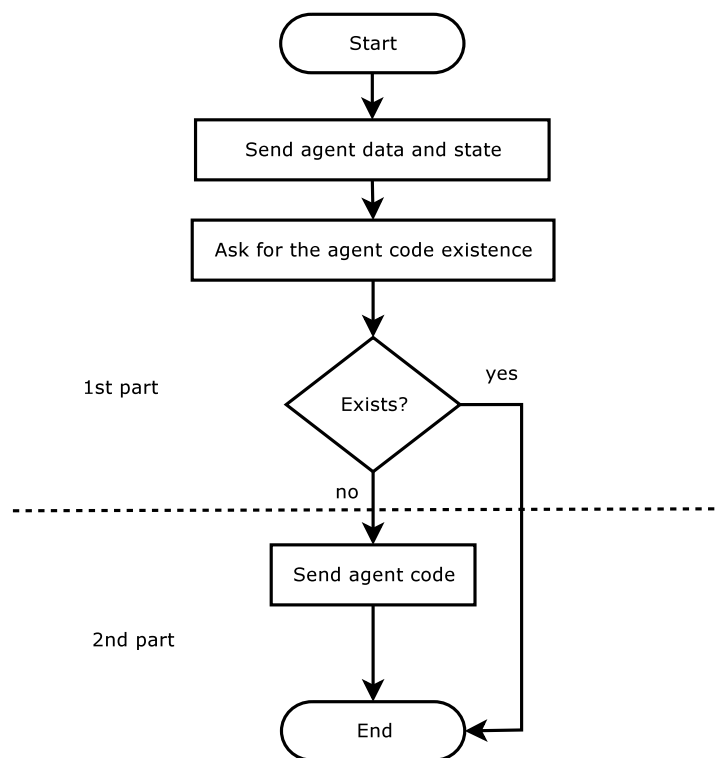 Start
Send agent data and state
Ask for the agent code existence
yes
1st part
Exists?
no
Send agent code
2nd part
End